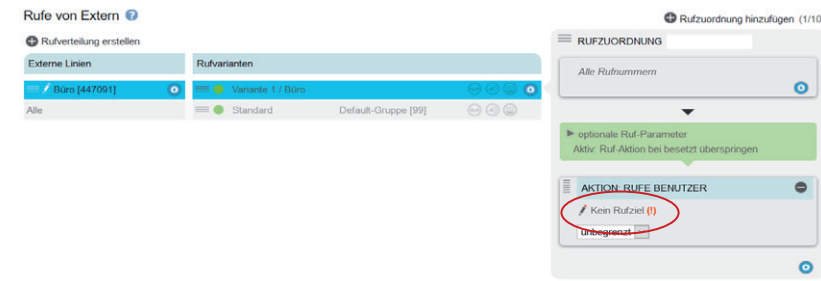 Rufe von Extern ?
Rufzuordnung hinzufügen (1/10
Rufverteilung erstellen
Externe Linien
Rufvarianten
Büro [447091]
Variante 1 / Büro
Alle
Standard
Default-Gruppe [99]
RUFZUORDNUNG
Alle Rufnummern
optionale Ruf-Parameter
Aktiv: Ruf-Aktion bei besetzt überspringen
AKTION: RUFE BENUTZER
Kein Rufziel (!)
unbegrenzt